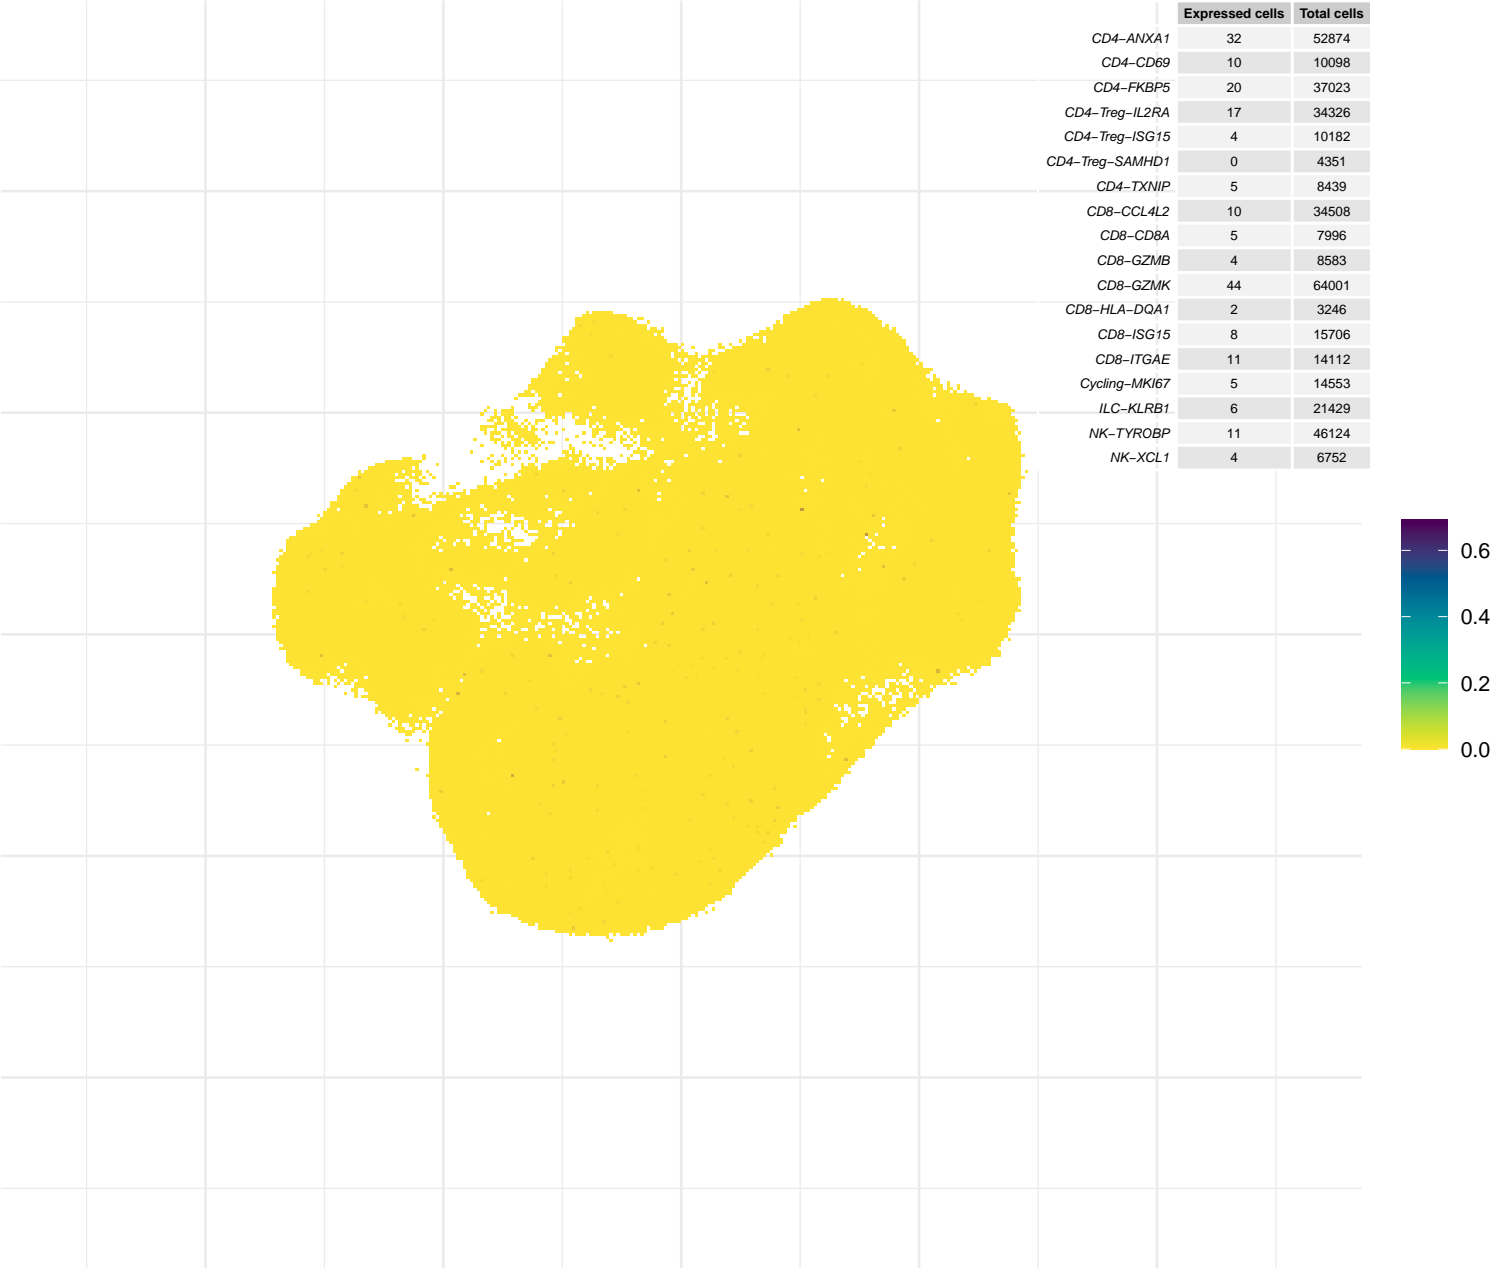 Expressed cells Total cells
CD4−ANXA1 32 52874
CD4−CD69 10 10098
CD4−FKBP5 20 37023
CD4−Treg−IL2RA 17 34326
CD4−Treg−ISG15 4 10182
CD4−Treg−SAMHD1 0 4351
CD4−TXNIP 5 8439
CD8−CCL4L2 10 34508
CD8−CD8A 5 7996
CD8−GZMB 4 8583
CD8−GZMK 44 64001
CD8−HLA−DQA1 2 3246
CD8−ISG15 8 15706
CD8−ITGAE 11 14112
Cycling−MKI67 5 14553
ILC−KLRB1 6 21429
NK−TYROBP 11 46124
NK−XCL1 4 6752
0.6
0.4
0.2
0.0